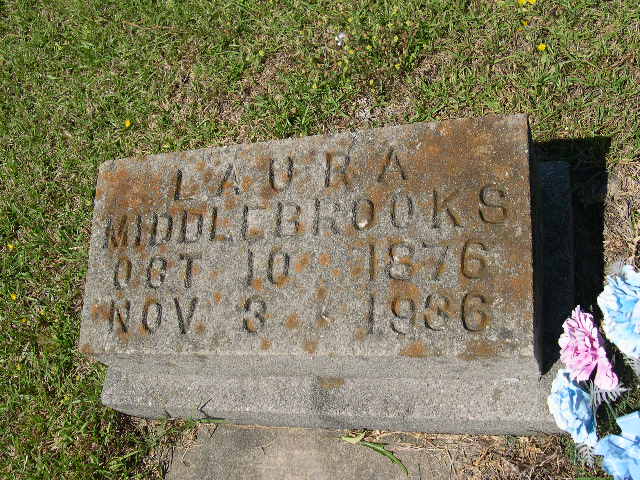 LAURA
MIDDLEBROOKS
OCT 10, 1876
NOV 3, 1936